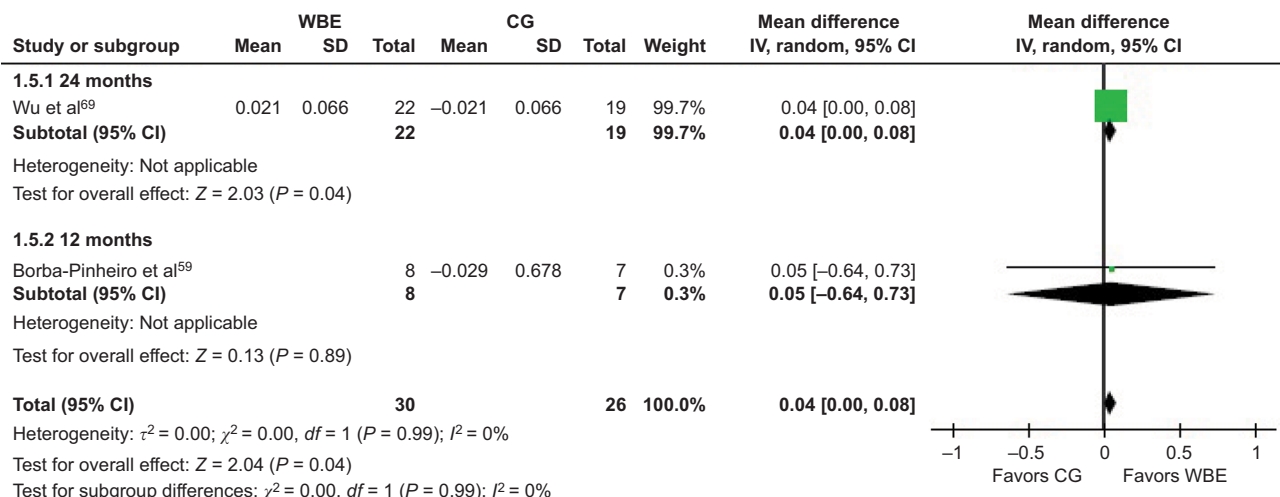 WBE CG Mean difference Mean difference
Study or subgroup Mean SD Total Mean SD Total Weight IV, random, 95% CI IV, random, 95% CI
1.5.1 24 months
Wu et al⁶⁹ 0.021 0.066 22 –0.021 0.066 19 99.7% 0.04 [0.00, 0.08]
Subtotal (95% CI) 22 19 99.7% 0.04 [0.00, 0.08]
Heterogeneity: Not applicable
Test for overall effect: Z = 2.03 (P = 0.04)
1.5.2 12 months
Borba-Pinheiro et al⁵⁹ 8 –0.029 0.678 7 0.3% 0.05 [–0.64, 0.73]
Subtotal (95% CI) 8 7 0.3% 0.05 [–0.64, 0.73]
Heterogeneity: Not applicable
Test for overall effect: Z = 0.13 (P = 0.89)
Total (95% CI) 30 26 100.0% 0.04 [0.00, 0.08]
Heterogeneity: τ² = 0.00; χ² = 0.00, df = 1 (P = 0.99); I² = 0%
Test for overall effect: Z = 2.04 (P = 0.04)
Test for subgroup differences: χ² = 0.00, df = 1 (P = 0.99); I² = 0%
–1 –0.5 0 0.5 1
Favors CG Favors WBE